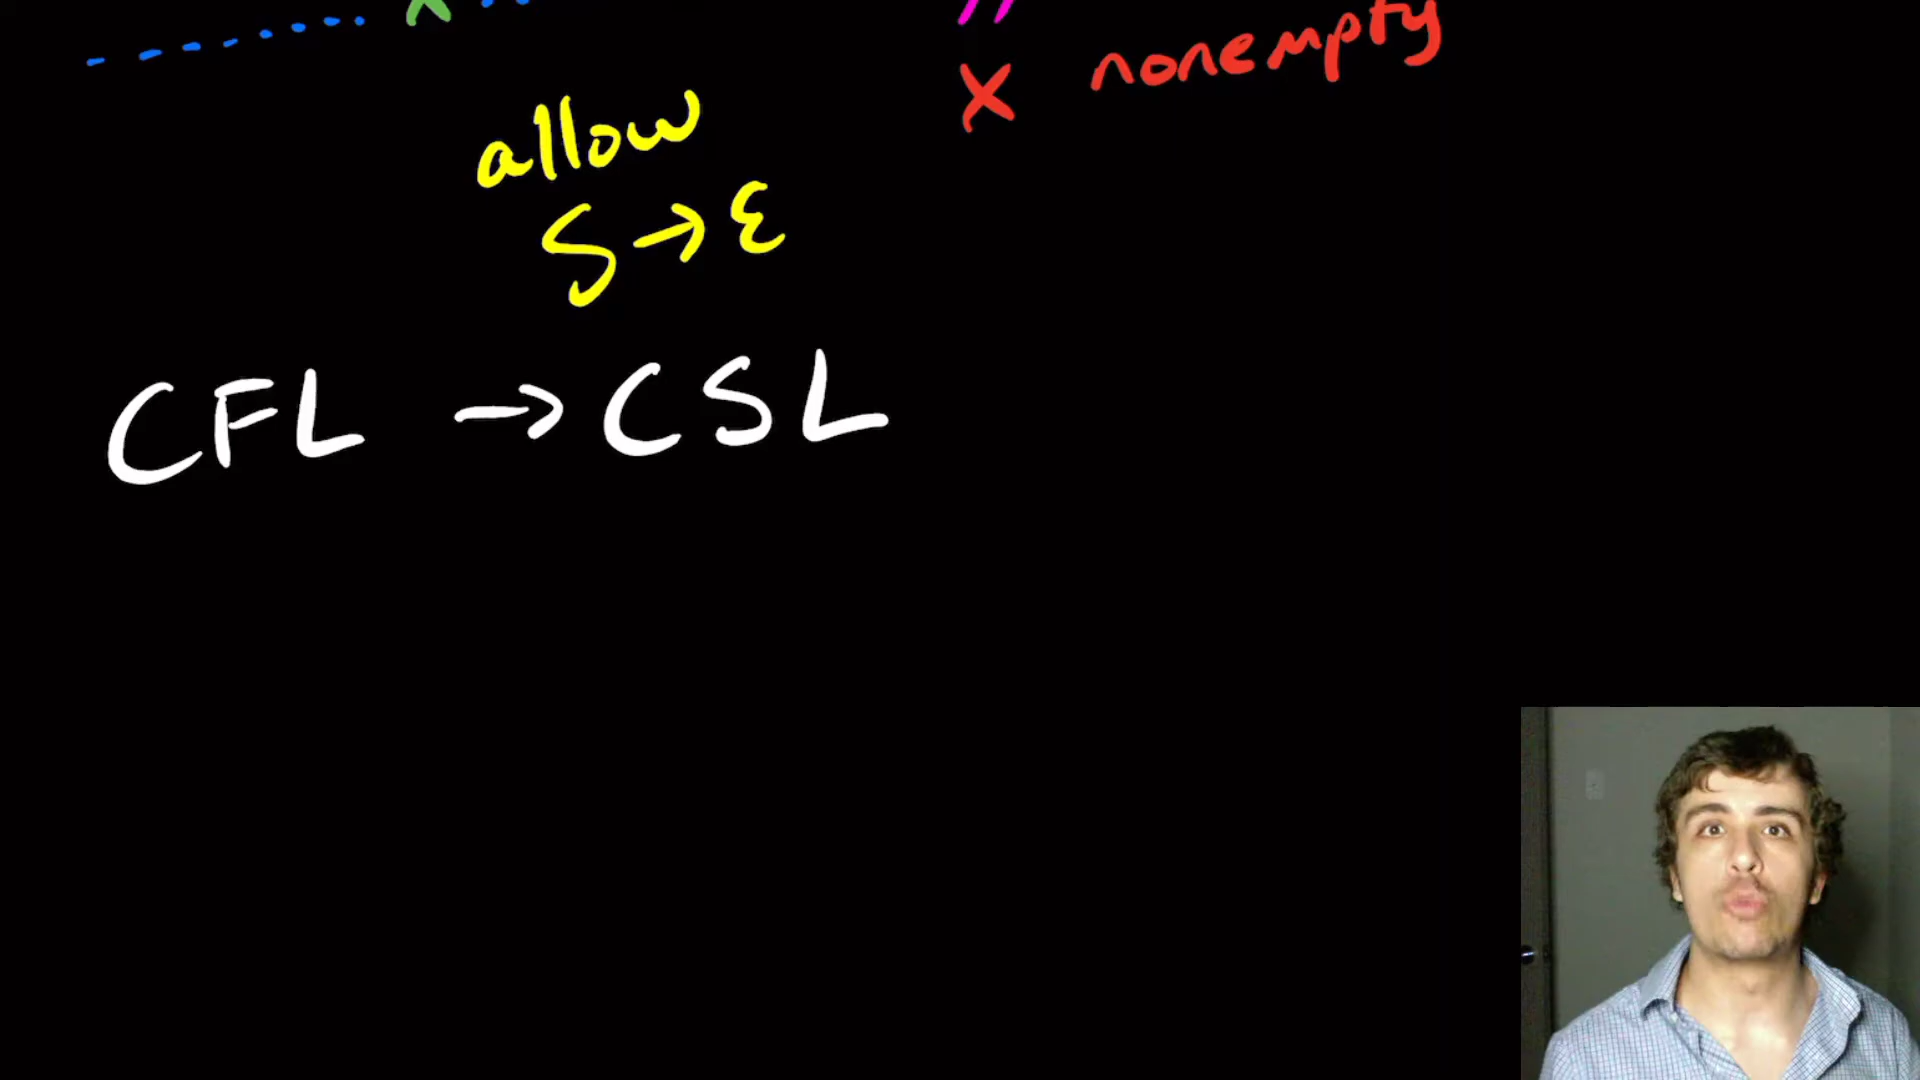 X nonempty
allow
S → ε
CFL → CSL